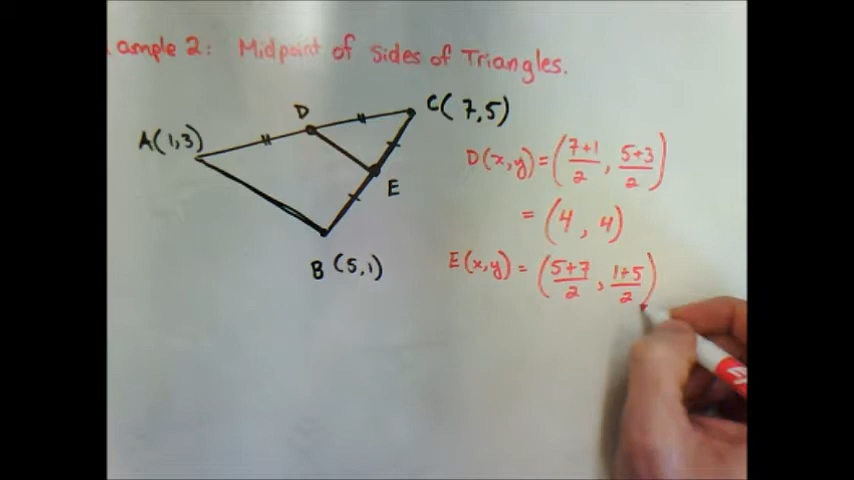 ample 2: Midpoint of Sides of Triangles.
D
C(7,5)
A(1,3)
D(x,y)=(7+1/2, 5+3/2)
E
=(4, 4)
B(5,1)
E(x,y)=(5+7/2, 1+5/2)